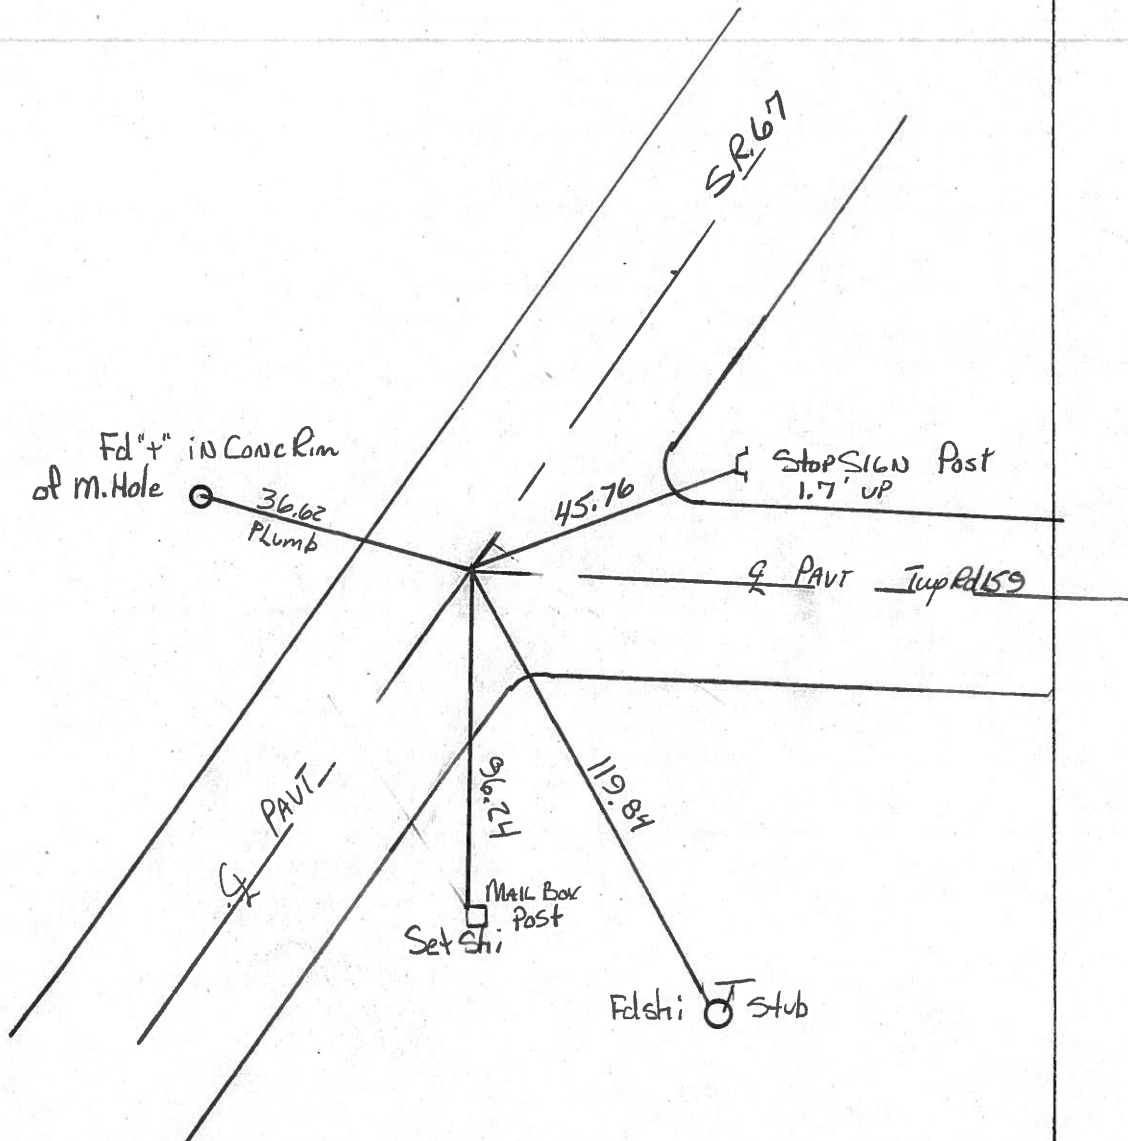 S.R. 67
Fd "+" in Conc Rim
of M. Hole
36.62
Plumb
45.76
Stop Sign Post
1.7' up
℄ PAVT Twp Rd 159
96.24
119.84
PAVT
℄
Mail Box
Post
Set Shi
Fd shi
Stub